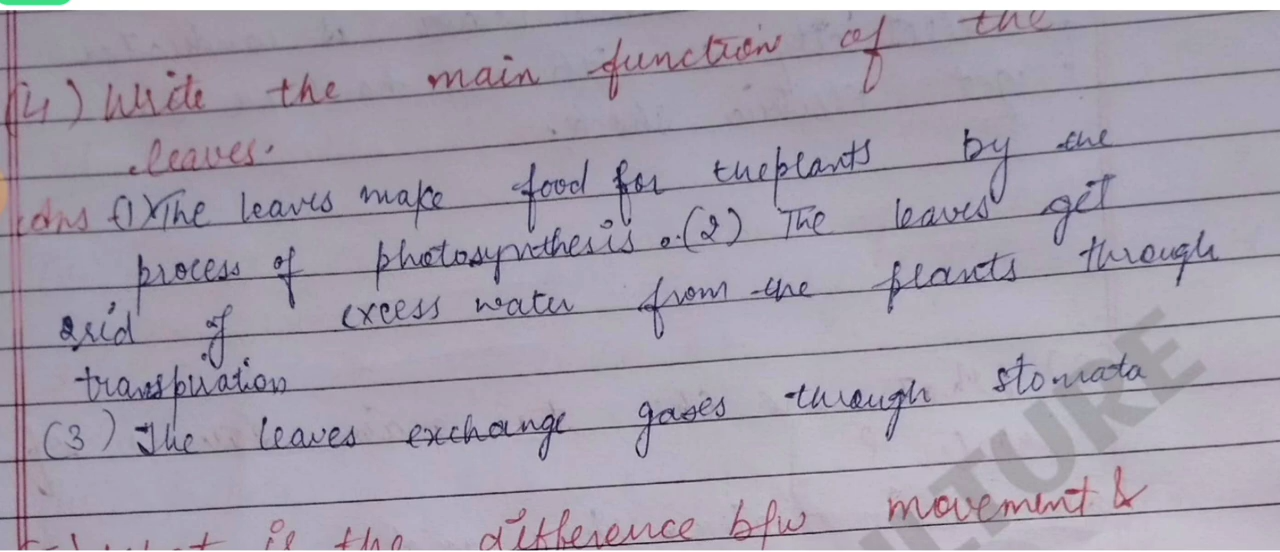 (4) Write the main function of the
leaves.
Ans (1) The leaves make food for theplants by the
process of photosynthesis. (2) The leaves get
rid of excess water from the plants through
transpiration
(3) The leaves exchange gases through stomata
is the difference b/w movement &